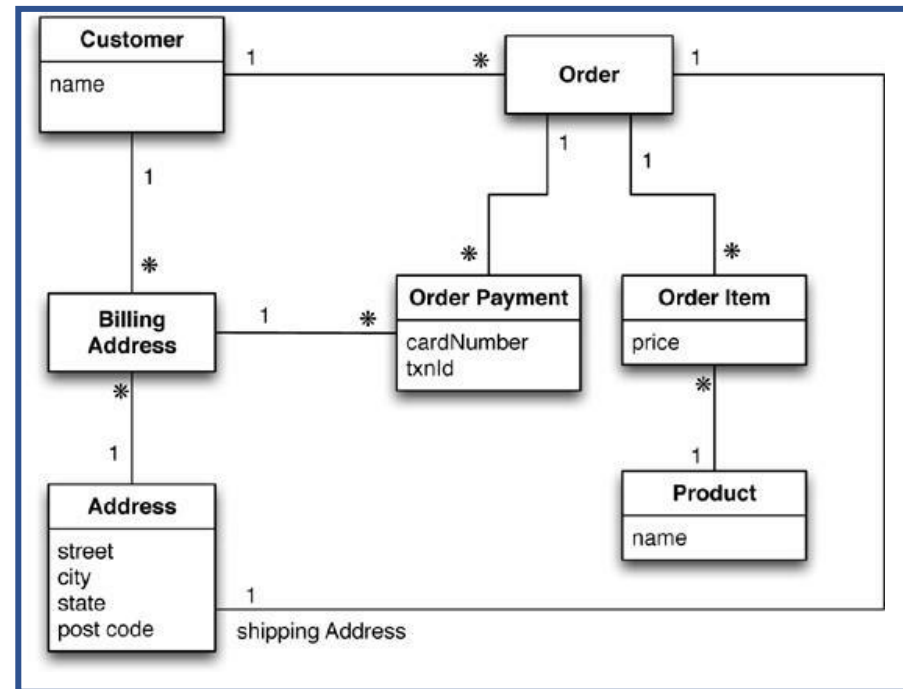 Customer
name
1
*
Order
1
1
1
1
*
*
*
Billing
Address
1
*
Order Payment
cardNumber
txnId
Order Item
price
*
1
*
1
Address
street
city
state
post code
Product
name
1
shipping Address